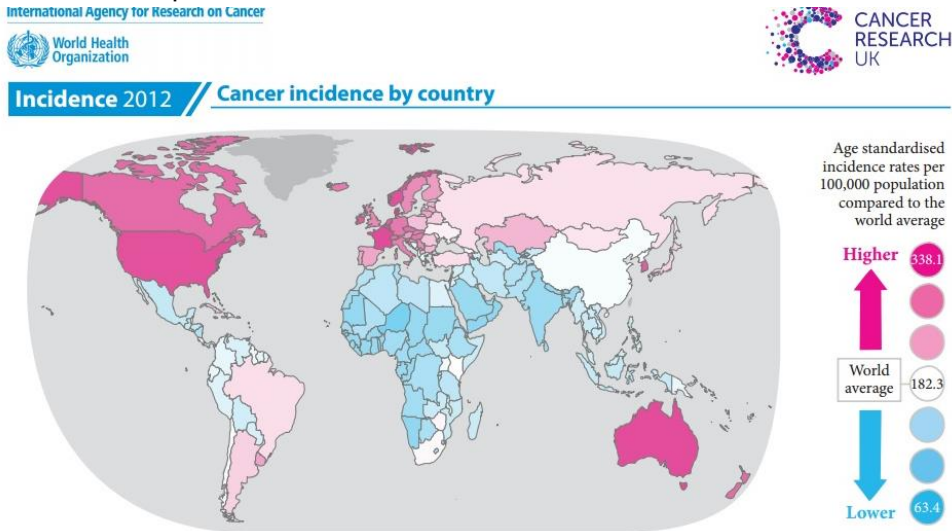 International Agency for Research on Cancer
World Health
Organization
CANCER
RESEARCH
UK
Incidence 2012
Cancer incidence by country
Age standardised
incidence rates per
100,000 population
compared to the
world average
Higher
338.1
World
average
182.3
Lower
63.4